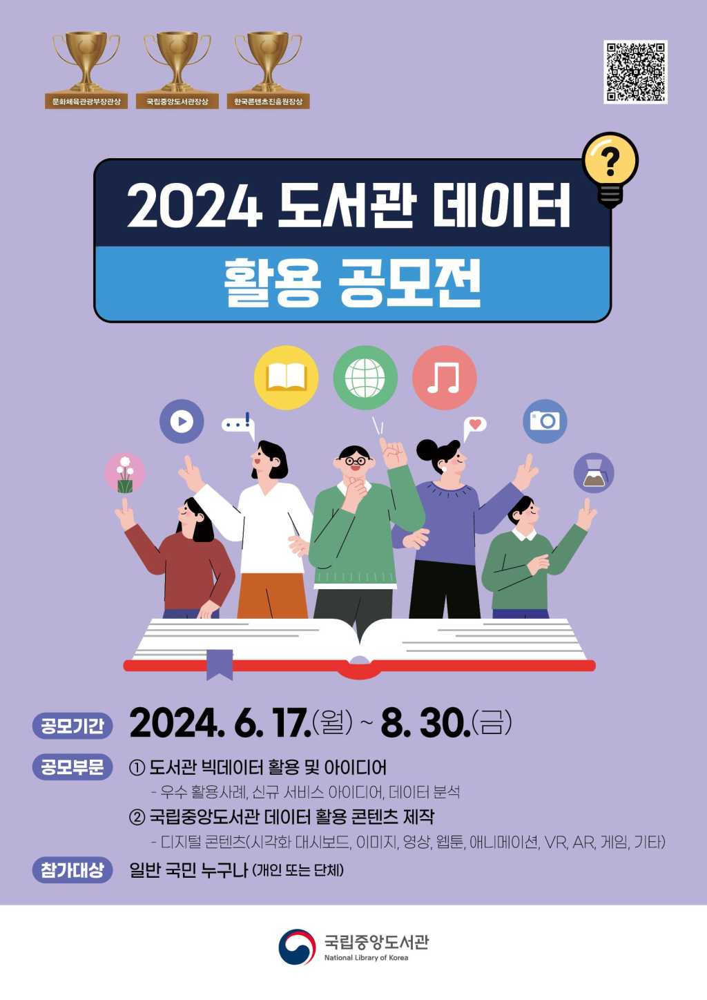 문화체육관광부장관상
국립중앙도서관장상
한국콘텐츠진흥원장상
?
2024 도서관 데이터
활용 공모전
...!
공모기간 2024. 6. 17.(월) ~ 8. 30.(금)
공모부문 ① 도서관 빅데이터 활용 및 아이디어
- 우수 활용사례, 신규 서비스 아이디어, 데이터 분석
② 국립중앙도서관 데이터 활용 콘텐츠 제작
- 디지털 콘텐츠(시각화 대시보드, 이미지, 영상, 웹툰, 애니메이션, VR, AR, 게임, 기타)
참가대상 일반 국민 누구나 (개인 또는 단체)
국립중앙도서관
National Library of Korea